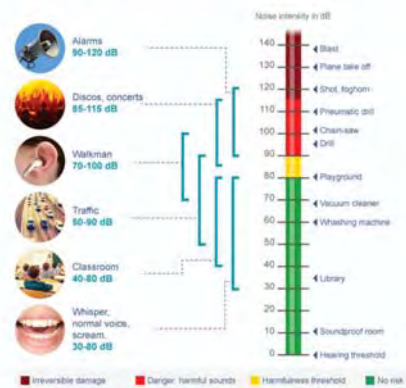 Noise intensity in dB
Alarms
90-120 dB
Discos, concerts
85-115 dB
Walkman
70-100 dB
Traffic
50-90 dB
Classroom
40-80 dB
Whisper,
normal voice,
scream.
30-80 dB
140
130
120
110
100
90
80
70
60
50
40
30
20
10
0
Blast
Plane take off
Shot, foghorn
Pneumatic drill
Chain-saw
Drill
Playground
Vacuum cleaner
Whashing machine
Library
Soundproof room
Hearing threshold
Irreversible damage
Danger: harmful sounds
Harmfulness threshold
No risk